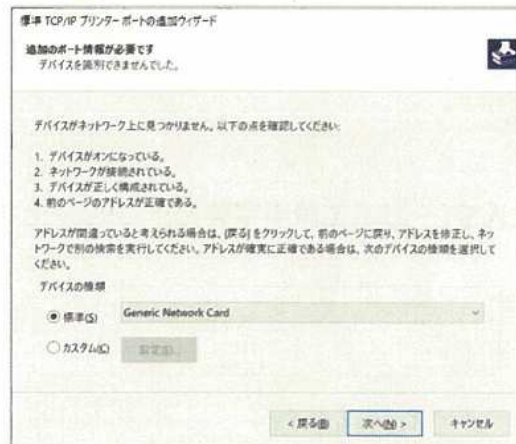 標準 TCP/IP プリンター ポートの追加ウィザード
追加のポート情報が必要です
デバイスを識別できませんでした。
デバイスがネットワーク上に見つかりません。以下の点を確認してください:
1. デバイスがオンになっている。
2. ネットワークが接続されている。
3. デバイスが正しく構成されている。
4. 前のページのアドレスが正確である。
アドレスが間違っていると考えられる場合は、[戻る] をクリックして、前のページに戻り、アドレスを修正し、ネッ
トワークで別の検索を実行してください。アドレスが確実に正確である場合は、次のデバイスの種類を選択して
ください。
デバイスの種類
標準(S) Generic Network Card
カスタム(C) 設定(E)...
< 戻る(B) 次へ(N) > キャンセル